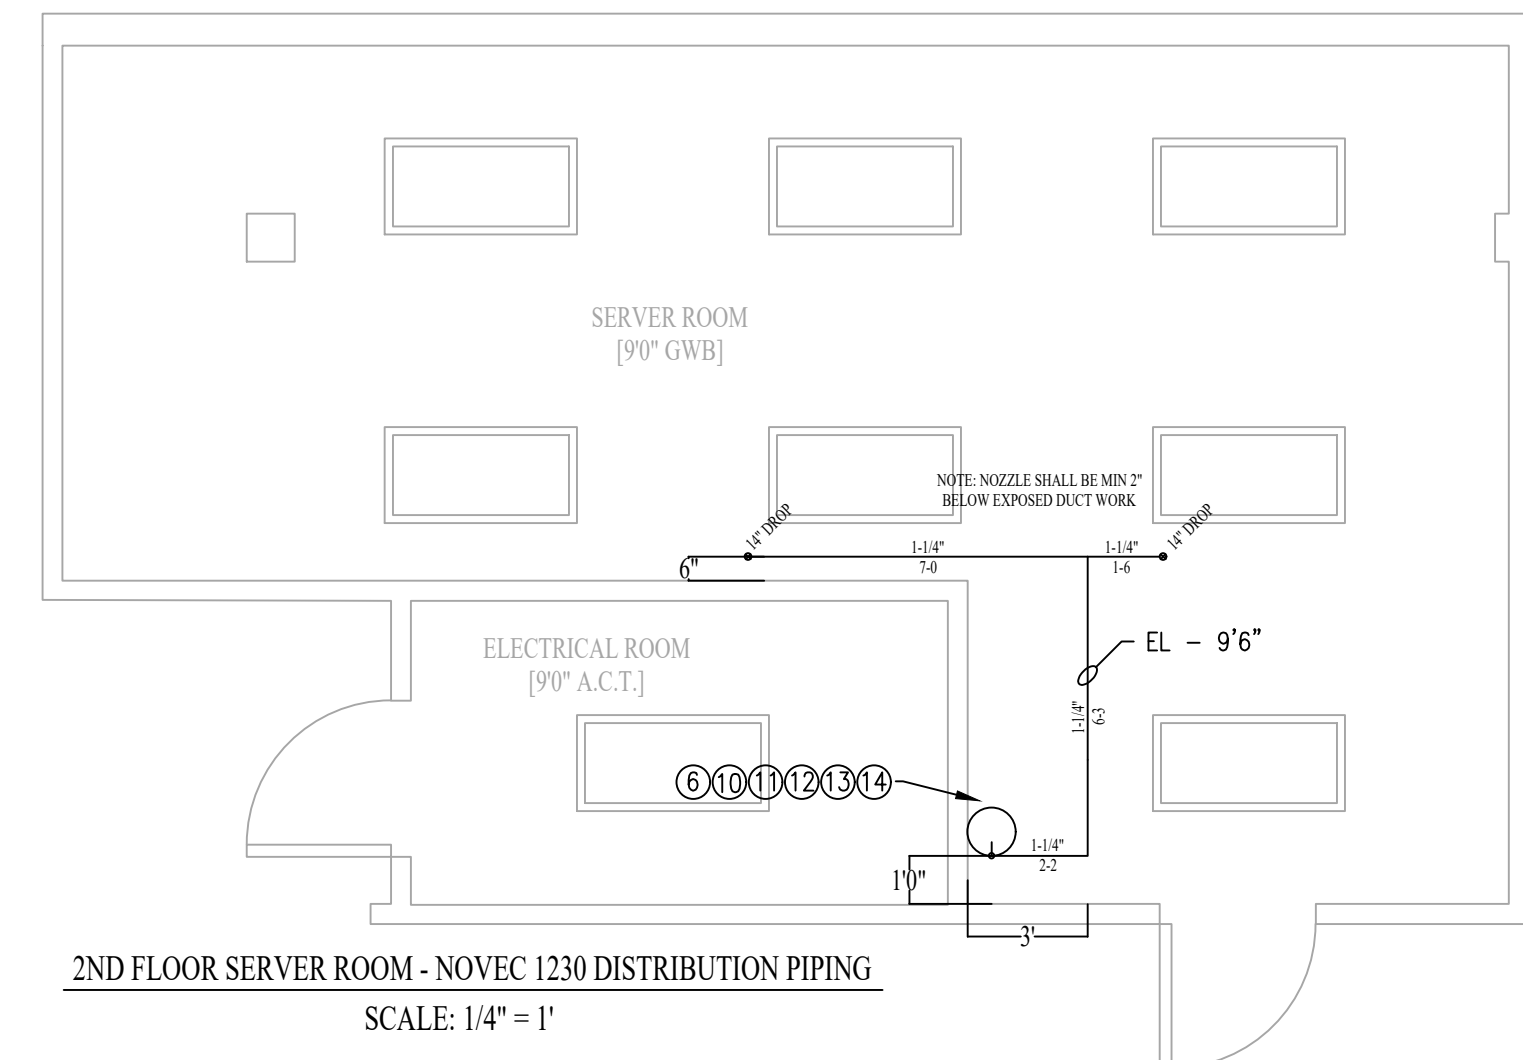 SERVER ROOM
[9'0" GWB]
NOTE: NOZZLE SHALL BE MIN 2"
BELOW EXPOSED DUCT WORK
14" DROP
14" DROP
1-1/4"
7-0
1-1/4"
1-6
6"
ELECTRICAL ROOM
[9'0" A.C.T.]
EL - 9'6"
1-1/4"
6-3
6 10 11 12 13 14
1-1/4"
2-2
1'0"
3'
2ND FLOOR SERVER ROOM - NOVEC 1230 DISTRIBUTION PIPING
SCALE: 1/4" = 1'